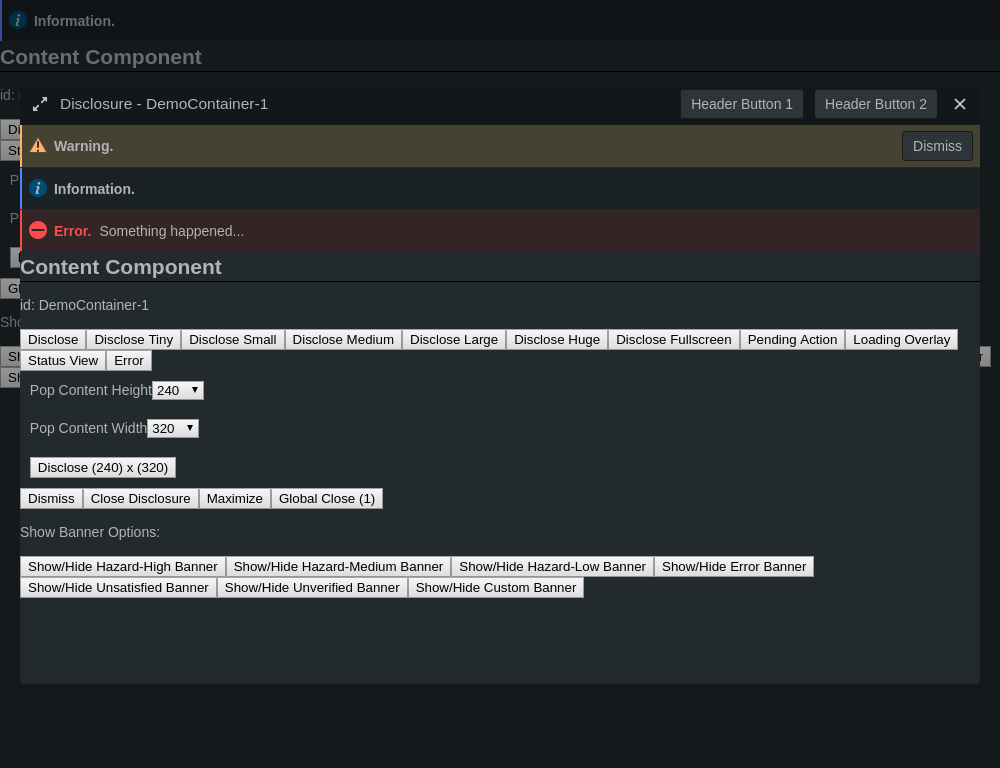 Information.
Content Component
id:
Disclosure - DemoContainer-1 Header Button 1 Header Button 2
Warning. Dismiss
Information.
Error. Something happened...
Content Component
id: DemoContainer-1
Disclose Disclose Tiny Disclose Small Disclose Medium Disclose Large Disclose Huge Disclose Fullscreen Pending Action Loading Overlay
Status View Error
Pop Content Height 240
Pop Content Width 320
Disclose (240) x (320)
Dismiss Close Disclosure Maximize Global Close (1)
Show Banner Options:
Show/Hide Hazard-High Banner Show/Hide Hazard-Medium Banner Show/Hide Hazard-Low Banner Show/Hide Error Banner
Show/Hide Unsatisfied Banner Show/Hide Unverified Banner Show/Hide Custom Banner